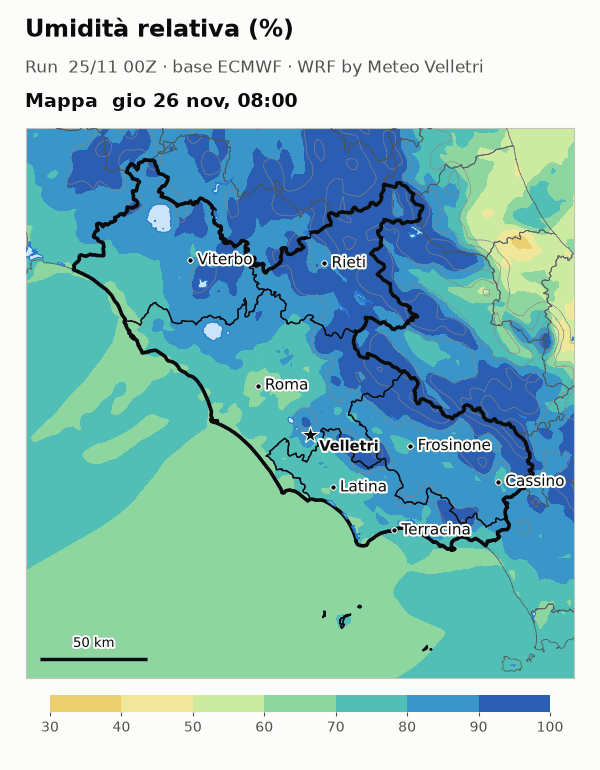 Umidità relativa (%)
Run  25/11 00Z · base ECMWF · WRF by Meteo Velletri
Mappa  gio 26 nov, 08:00
Viterbo
Rieti
Roma
Velletri
Frosinone
Cassino
Latina
Terracina
50 km
30 40 50 60 70 80 90 100